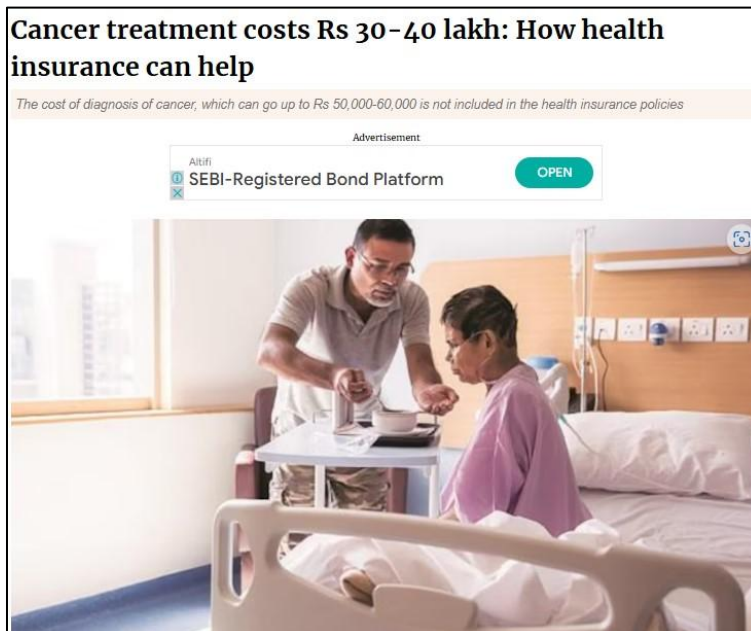 Cancer treatment costs Rs 30-40 lakh: How health
insurance can help
The cost of diagnosis of cancer, which can go up to Rs 50,000-60,000 is not included in the health insurance policies
Advertisement
Altifi
SEBI-Registered Bond Platform
OPEN